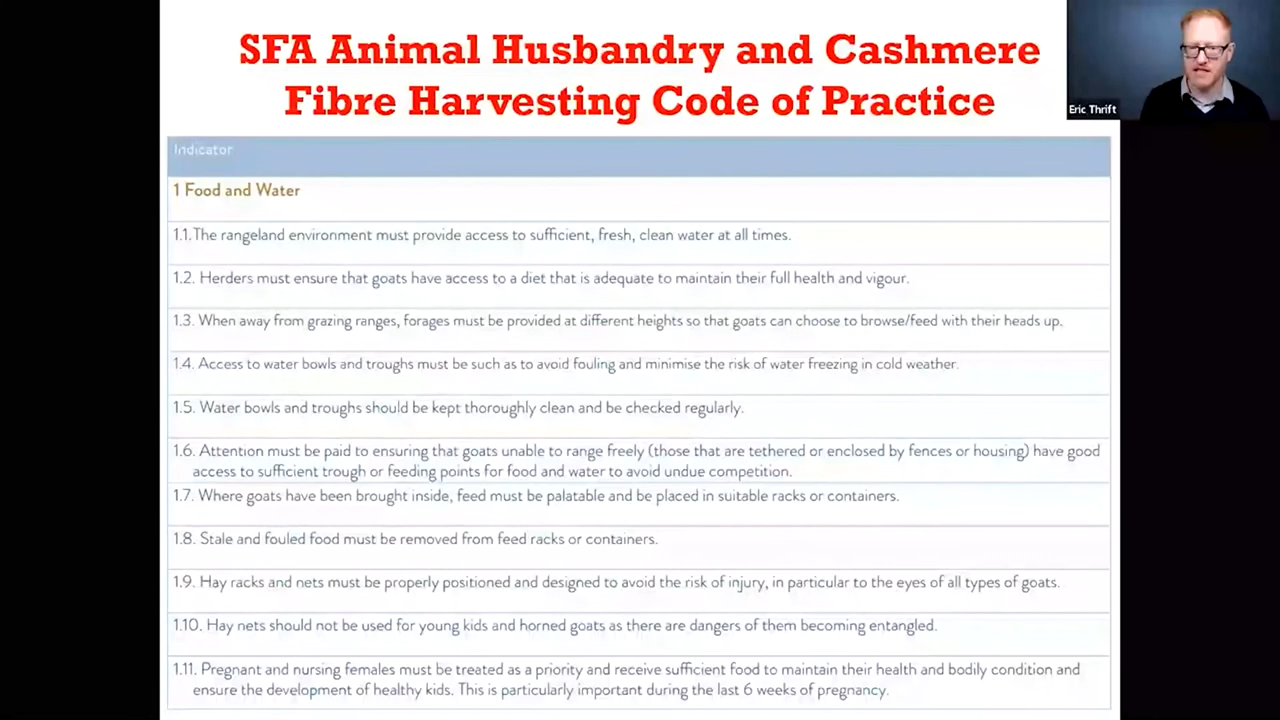 SFA Animal Husbandry and Cashmere
Fibre Harvesting Code of Practice
Eric Thrift
Indicator
1 Food and Water
1.1.The rangeland environment must provide access to sufficient, fresh, clean water at all times.
1.2. Herders must ensure that goats have access to a diet that is adequate to maintain their full health and vigour.
1.3. When away from grazing ranges, forages must be provided at different heights so that goats can choose to browse/feed with their heads up.
1.4. Access to water bowls and troughs must be such as to avoid fouling and minimise the risk of water freezing in cold weather.
1.5. Water bowls and troughs should be kept thoroughly clean and be checked regularly.
1.6. Attention must be paid to ensuring that goats unable to range freely (those that are tethered or enclosed by fences or housing) have good
access to sufficient trough or feeding points for food and water to avoid undue competition.
1.7. Where goats have been brought inside, feed must be palatable and be placed in suitable racks or containers.
1.8. Stale and fouled food must be removed from feed racks or containers.
1.9. Hay racks and nets must be properly positioned and designed to avoid the risk of injury, in particular to the eyes of all types of goats.
1.10. Hay nets should not be used for young kids and horned goats as there are dangers of them becoming entangled.
1.11. Pregnant and nursing females must be treated as a priority and receive sufficient food to maintain their health and bodily condition and
ensure the development of healthy kids. This is particularly important during the last 6 weeks of pregnancy.